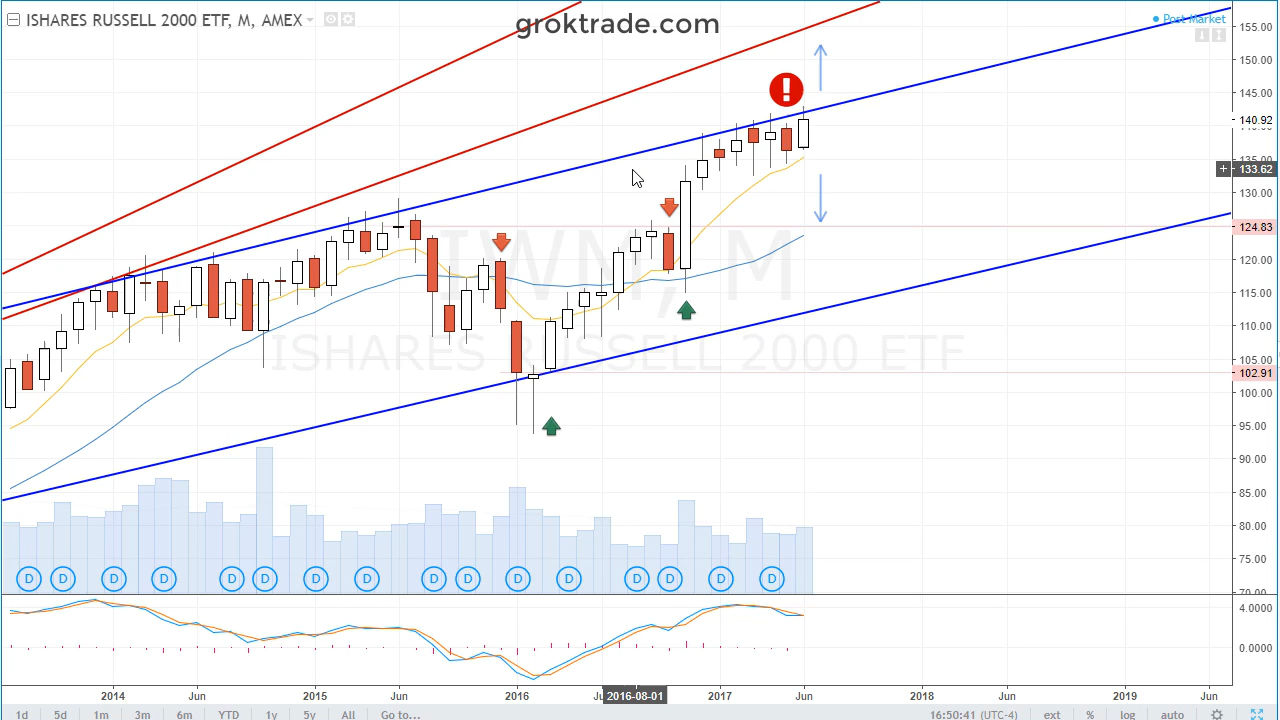 ISHARES RUSSELL 2000 ETF, M, AMEX
groktrade.com
Post Market
155.00
150.00
145.00
140.92
140.00
135.00
133.62
130.00
124.83
120.00
115.00
110.00
105.00
102.91
100.00
95.00
90.00
85.00
80.00
75.00
70.00
IWM, M
ISHARES RUSSELL 2000 ETF
D D D D D D D D D D D D D D D D
4.0000
0.0000
2014 Jun 2015 Jun 2016 2016-08-01 2017 Jun 2018 Jun 2019 Jun
1d 5d 1m 3m 6m YTD 1y 5y All Go to... 16:50:41 (UTC-4) ext % log auto